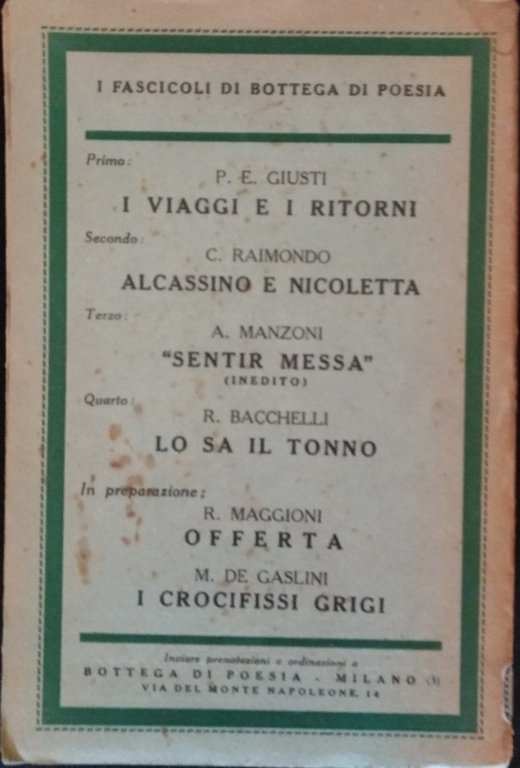 I FASCICOLI DI BOTTEGA DI POESIA
Primo:
P. E. GIUSTI
I VIAGGI E I RITORNI
Secondo:
C. RAIMONDO
ALCASSINO E NICOLETTA
Terzo:
A. MANZONI
"SENTIR MESSA"
(INEDITO)
Quarto:
R. BACCHELLI
LO SA IL TONNO
In preparazione;
R. MAGGIONI
OFFERTA
M. DE GASLINI
I CROCIFISSI GRIGI
Inviare prenotazioni e ordinazioni a
BOTTEGA DI POESIA - MILANO (3)
VIA DEL MONTE NAPOLEONE, 14